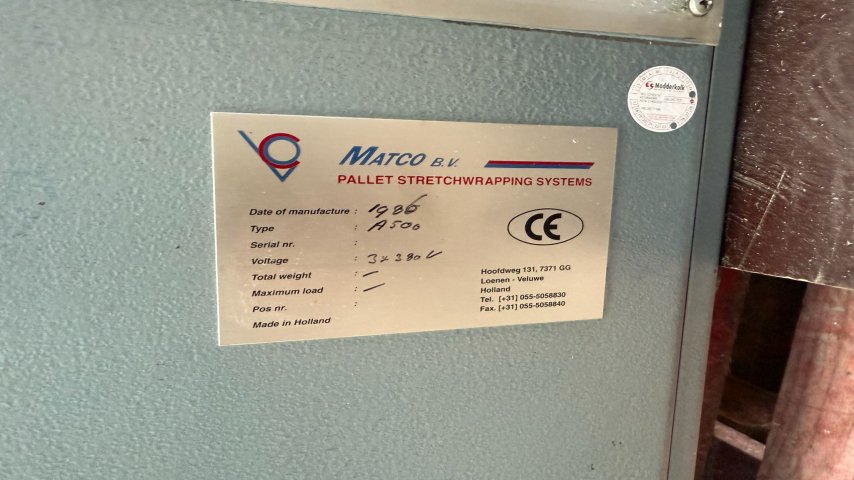 MATCO B.V.
PALLET STRETCHWRAPPING SYSTEMS
Date of manufacture : 1986
Type : A500
Serial nr. :
Voltage : 3x380V
Total weight : –
Maximum load : –
Pos nr. :
Made in Holland
CE
Hoofdweg 131, 7371 GG
Loenen - Veluwe
Holland
Tel. [+31] 055-5058830
Fax. [+31] 055-5058840
Modderkolk